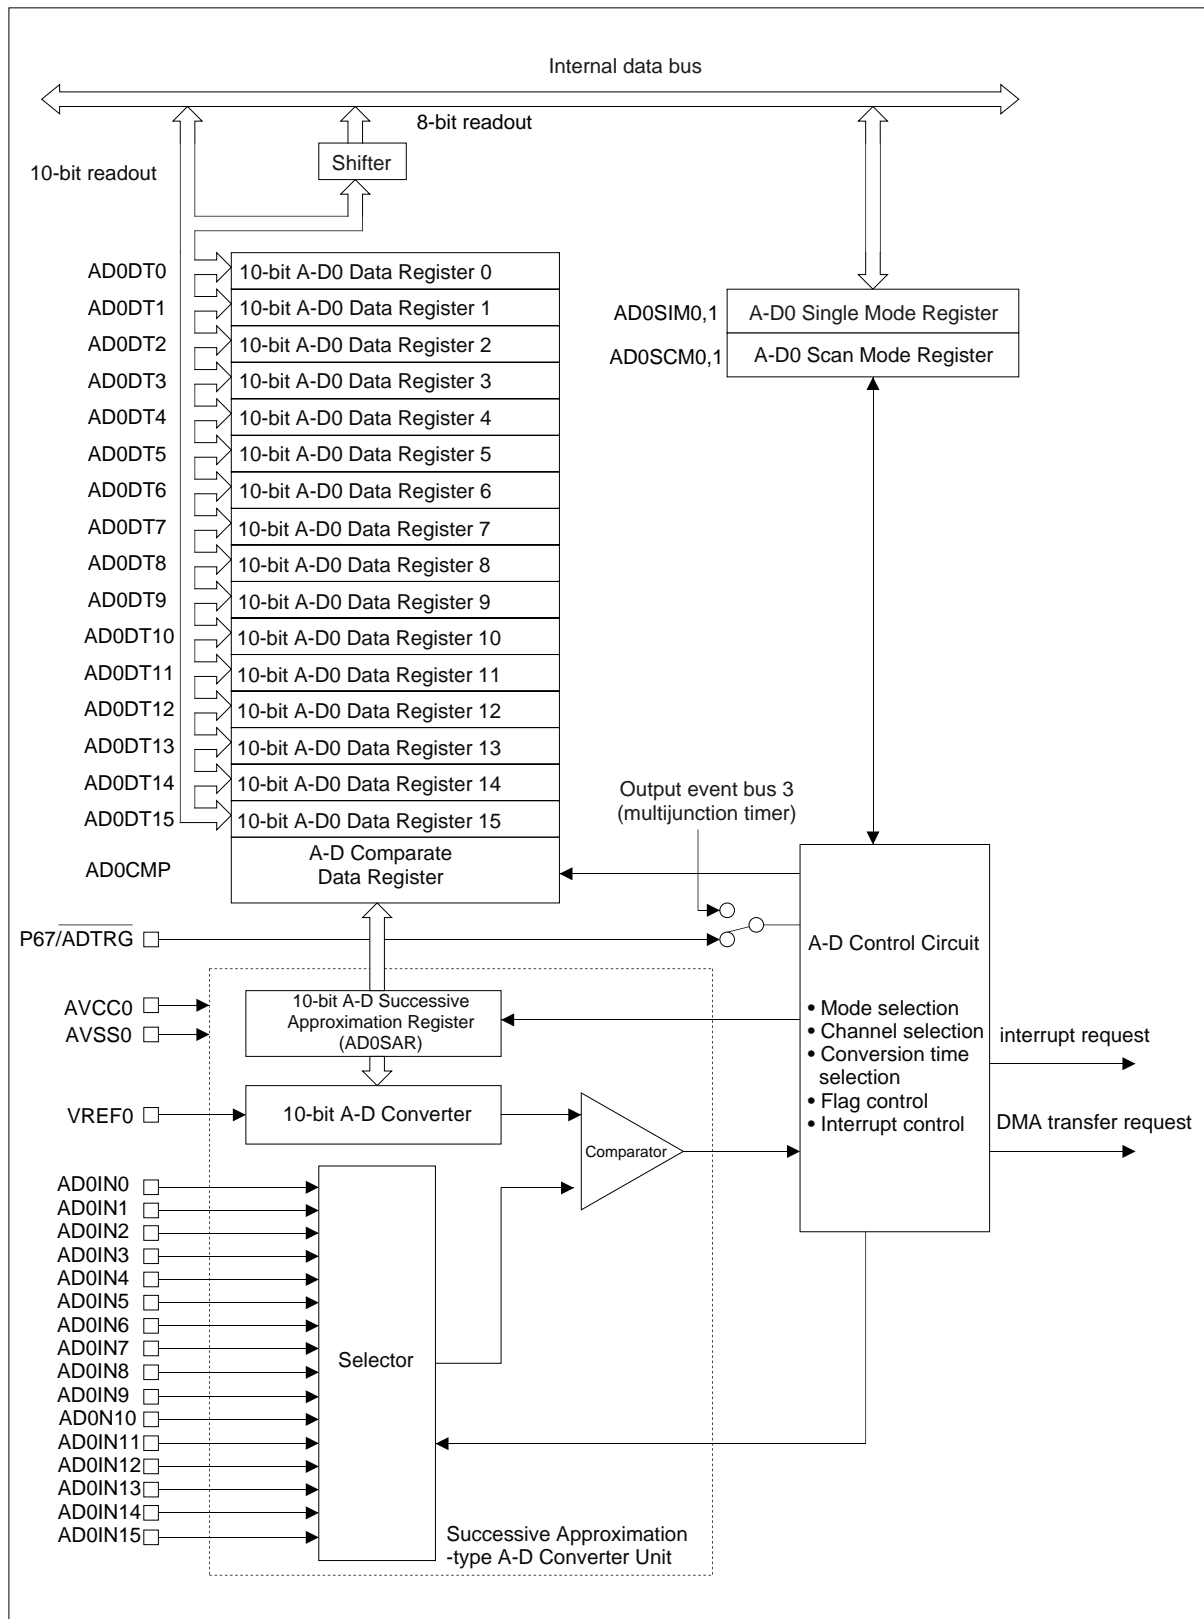 Internal data bus
8-bit readout
Shifter
10-bit readout
AD0DT0 10-bit A-D0 Data Register 0
AD0DT1 10-bit A-D0 Data Register 1
AD0DT2 10-bit A-D0 Data Register 2
AD0DT3 10-bit A-D0 Data Register 3
AD0DT4 10-bit A-D0 Data Register 4
AD0DT5 10-bit A-D0 Data Register 5
AD0DT6 10-bit A-D0 Data Register 6
AD0DT7 10-bit A-D0 Data Register 7
AD0DT8 10-bit A-D0 Data Register 8
AD0DT9 10-bit A-D0 Data Register 9
AD0DT10 10-bit A-D0 Data Register 10
AD0DT11 10-bit A-D0 Data Register 11
AD0DT12 10-bit A-D0 Data Register 12
AD0DT13 10-bit A-D0 Data Register 13
AD0DT14 10-bit A-D0 Data Register 14
AD0DT15 10-bit A-D0 Data Register 15
AD0CMP A-D Comparate
Data Register
AD0SIM0,1 A-D0 Single Mode Register
AD0SCM0,1 A-D0 Scan Mode Register
Output event bus 3
(multijunction timer)
P67/ADTRG
AVCC0
AVSS0
10-bit A-D Successive
Approximation Register
(AD0SAR)
VREF0
10-bit A-D Converter
Comparator
A-D Control Circuit
• Mode selection
• Channel selection
• Conversion time
selection
• Flag control
• Interrupt control
interrupt request
DMA transfer request
AD0IN0
AD0IN1
AD0IN2
AD0IN3
AD0IN4
AD0IN5
AD0IN6
AD0IN7
AD0IN8
AD0IN9
AD0N10
AD0IN11
AD0IN12
AD0IN13
AD0IN14
AD0IN15
Selector
Successive Approximation
-type A-D Converter Unit